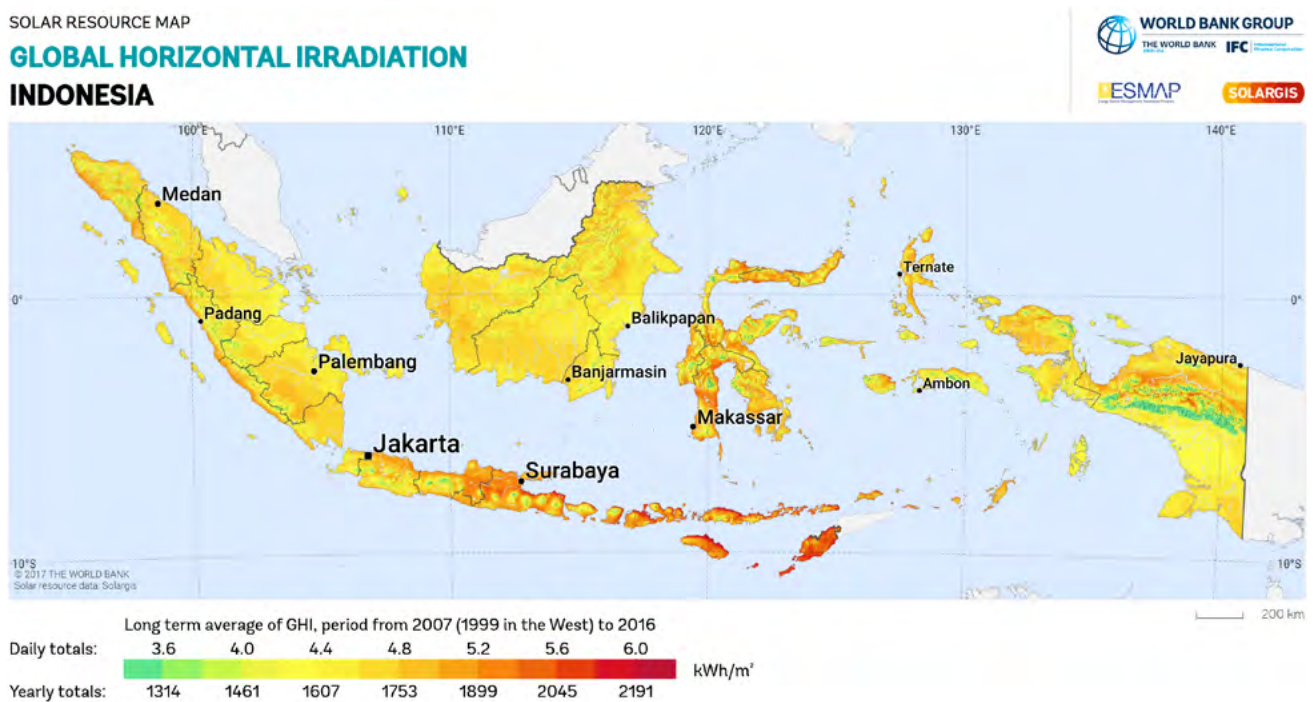 SOLAR RESOURCE MAP
GLOBAL HORIZONTAL IRRADIATION
INDONESIA
WORLD BANK GROUP
THE WORLD BANK IFC International Finance Corporation
ESMAP
SOLARGIS
100°E 110°E 120°E 130°E 140°E
Medan
Ternate
0° 0°
Padang
Balikpapan
Palembang
Jayapura
Banjarmasin
Ambon
Makassar
Jakarta
Surabaya
10°S 10°S
© 2017 THE WORLD BANK
Solar resource data: Solargis
200 km
Long term average of GHI, period from 2007 (1999 in the West) to 2016
Daily totals: 3.6 4.0 4.4 4.8 5.2 5.6 6.0
kWh/m²
Yearly totals: 1314 1461 1607 1753 1899 2045 2191